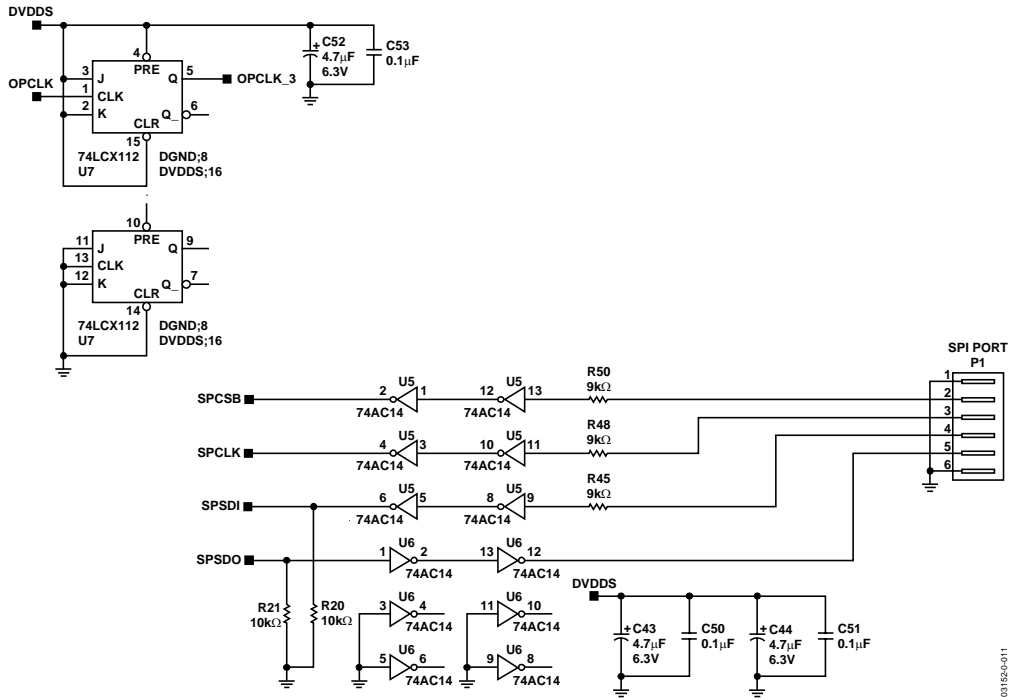 DVDDS
4
PRE
3 J
Q 5
OPCLK_3
OPCLK
1 CLK
2 K
Q_ 6
CLR
15
74LCX112
U7
DGND;8
DVDDS;16
+ C52
4.7μF
6.3V
C53
0.1μF
10
PRE
11 J
Q 9
13 CLK
12 K
Q_ 7
CLR
14
74LCX112
U7
DGND;8
DVDDS;16
SPI PORT
P1
1
2
3
4
5
6
SPCSB
2 U5 1
74AC14
12 U5 13
74AC14
R50
9kΩ
SPCLK
4 U5 3
74AC14
10 U5 11
74AC14
R48
9kΩ
SPSDI
6 U5 5
74AC14
8 U5 9
74AC14
R45
9kΩ
SPSDO
1 U6 2
74AC14
13 U6 12
74AC14
R21
10kΩ
R20
10kΩ
3 U6 4
74AC14
11 U6 10
74AC14
5 U6 6
74AC14
9 U6 8
74AC14
DVDDS
+ C43
4.7μF
6.3V
C50
0.1μF
+ C44
4.7μF
6.3V
C51
0.1μF
03152-0-011